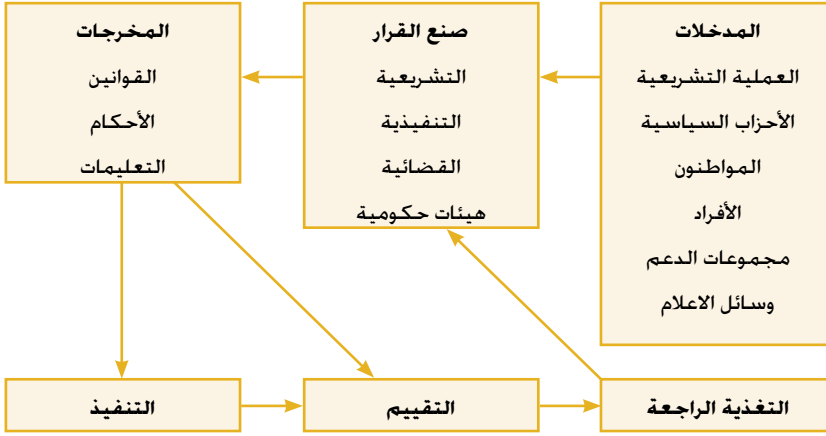 المدخلات
العملية التشريعية
الأحزاب السياسية
المواطنون
الأفراد
مجموعات الدعم
وسائل الاعلام
صنع القرار
التشريعية
التنفيذية
القضائية
هيئات حكومية
المخرجات
القوانين
الأحكام
التعليمات
التنفيذ
التقييم
التغذية الراجعة